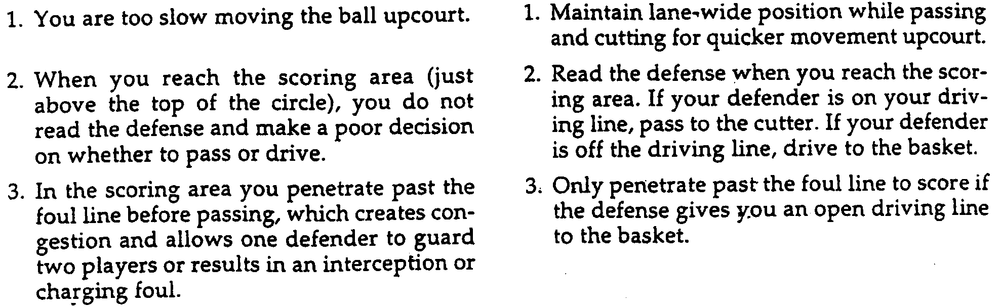 1. You are too slow moving the ball upcourt.
2. When you reach the scoring area (just
above the top of the circle), you do not
read the defense and make a poor decision
on whether to pass or drive.
3. In the scoring area you penetrate past the
foul line before passing, which creates con-
gestion and allows one defender to guard
two players or results in an interception or
charging foul.
1. Maintain lane-wide position while passing
and cutting for quicker movement upcourt.
2. Read the defense when you reach the scor-
ing area. If your defender is on your driv-
ing line, pass to the cutter. If your defender
is off the driving line, drive to the basket.
3. Only penetrate past the foul line to score if
the defense gives you an open driving line
to the basket.